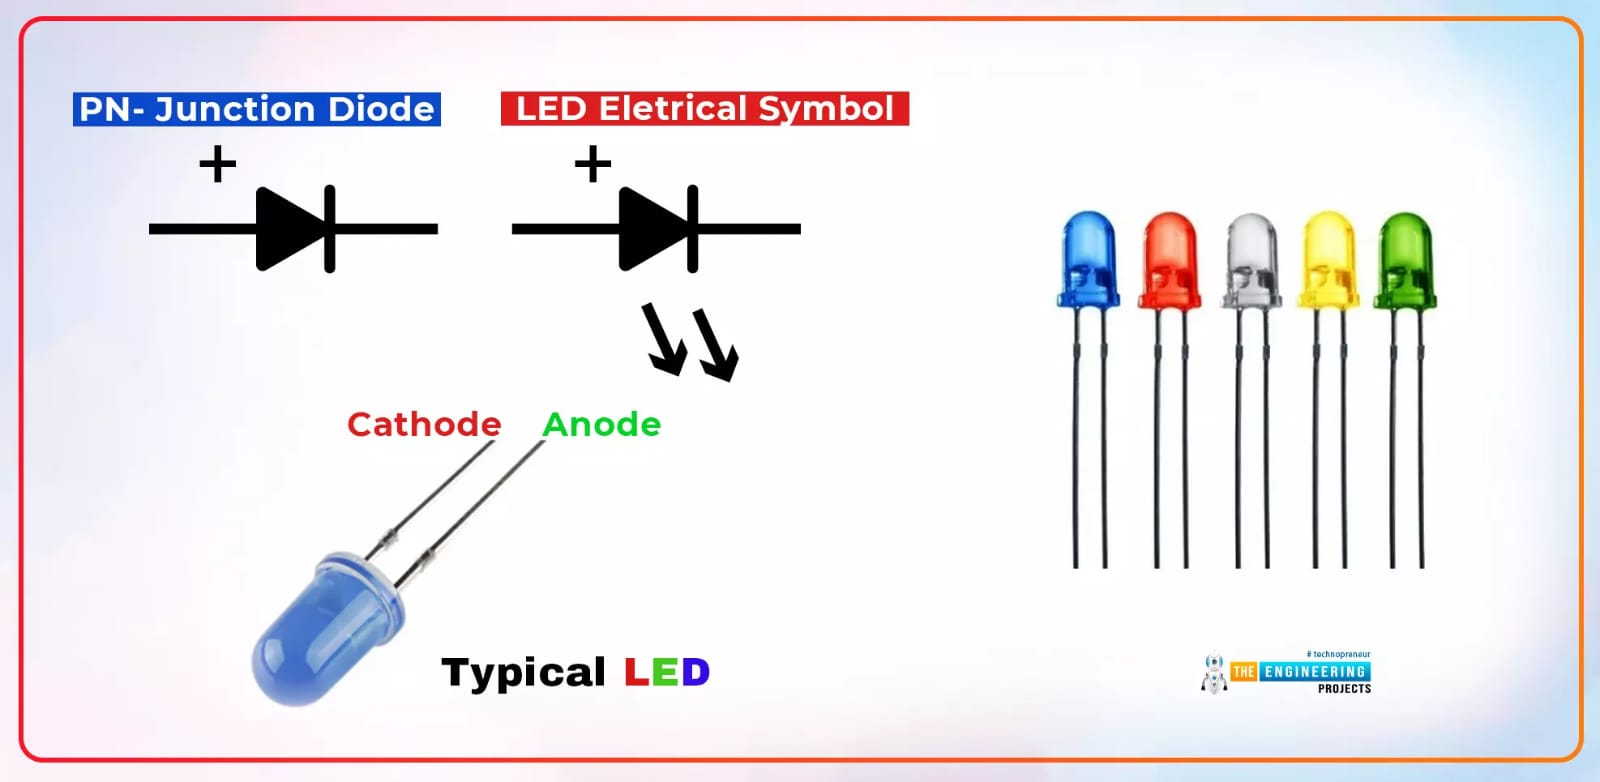 PN- Junction Diode
LED Eletrical Symbol
+
+
Cathode
Anode
Typical LED
# technopreneur
THE ENGINEERING
PROJECTS